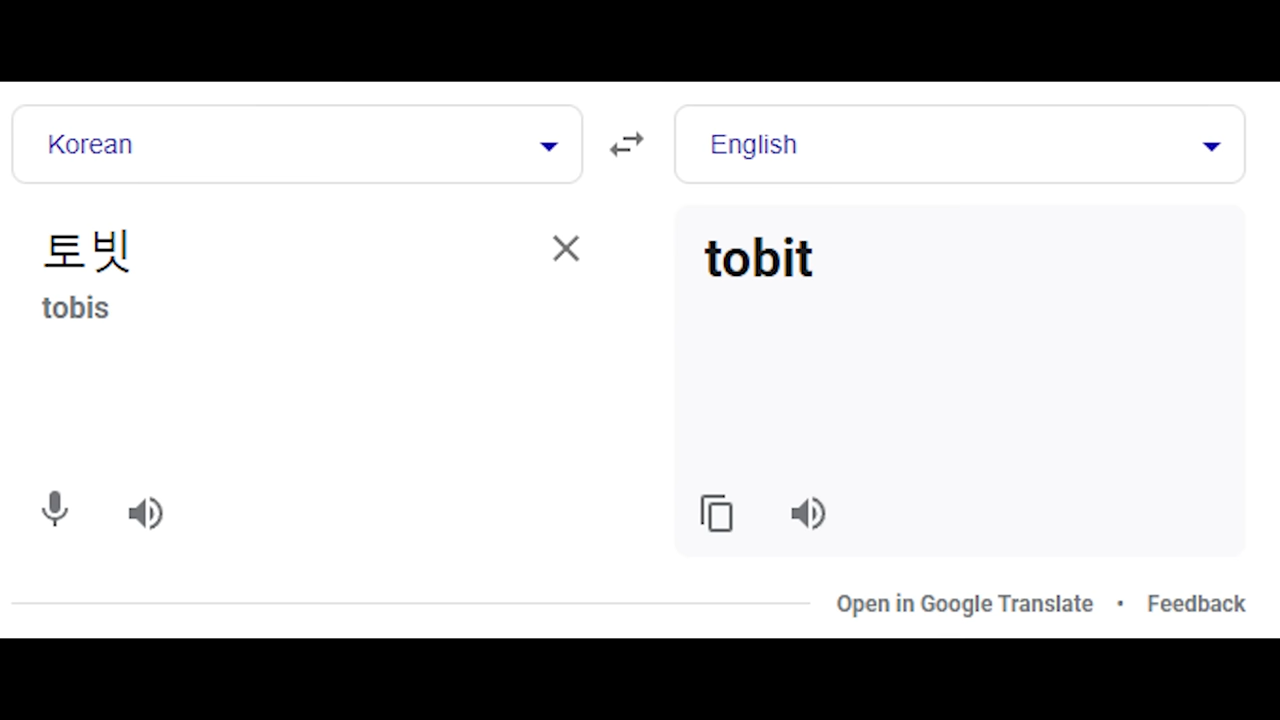 Korean
English
토빗
tobis
tobit
Open in Google Translate • Feedback